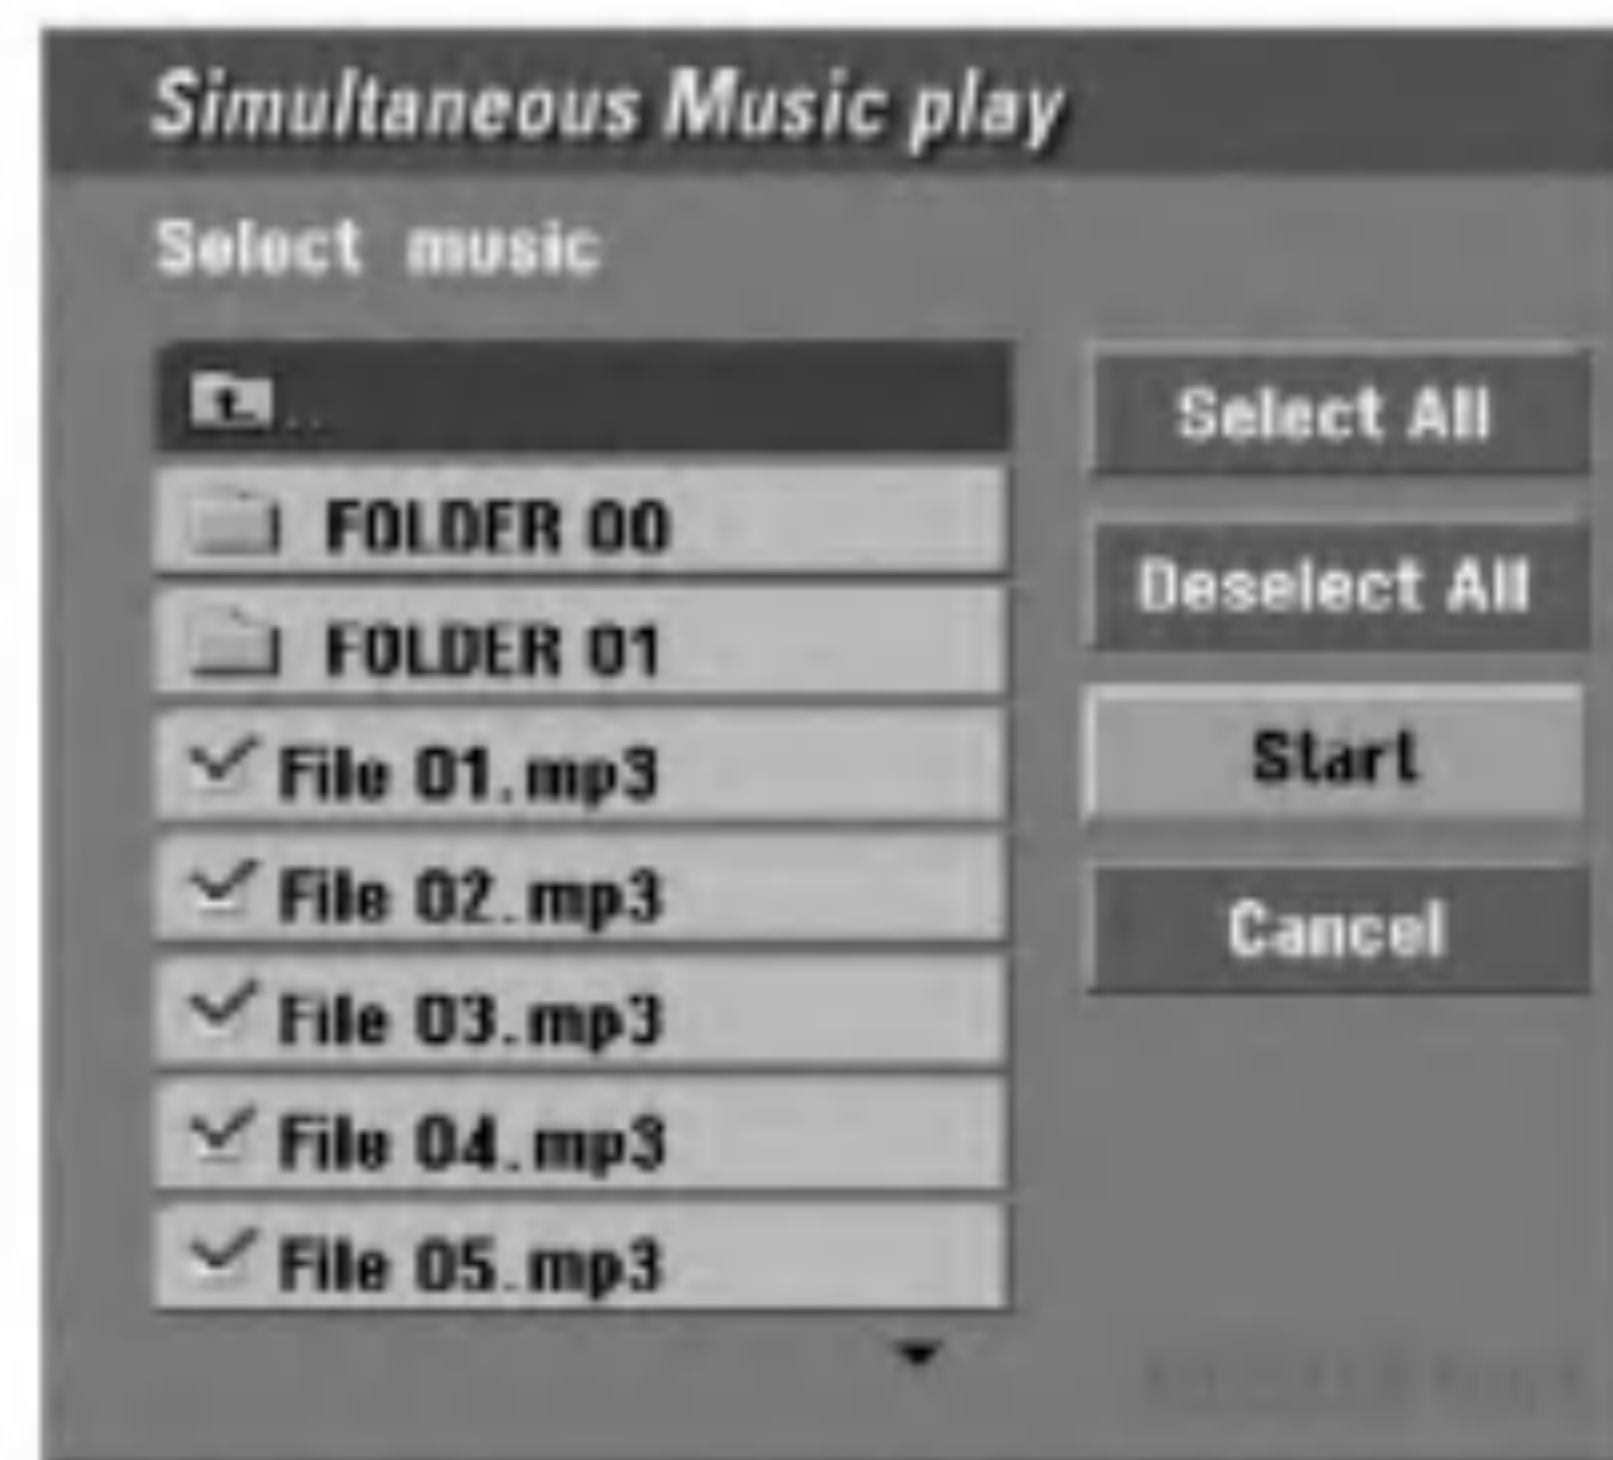 Simultaneous Music play
Select music
..
FOLDER 00
FOLDER 01
File 01.mp3
File 02.mp3
File 03.mp3
File 04.mp3
File 05.mp3
Select All
Deselect All
Start
Cancel